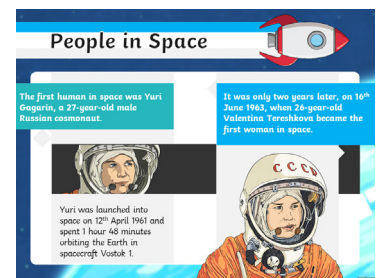 People in Space
The first human in space was Yuri
Gagarin, a 27-year-old male
Russian cosmonaut.
It was only two years later, on 16th
June 1963, when 26-year-old
Valentina Tereshkova became the
first woman in space.
Yuri was launched into
space on 12th April 1961 and
spent 1 hour 48 minutes
orbiting the Earth in
spacecraft Vostok 1.
CCCP